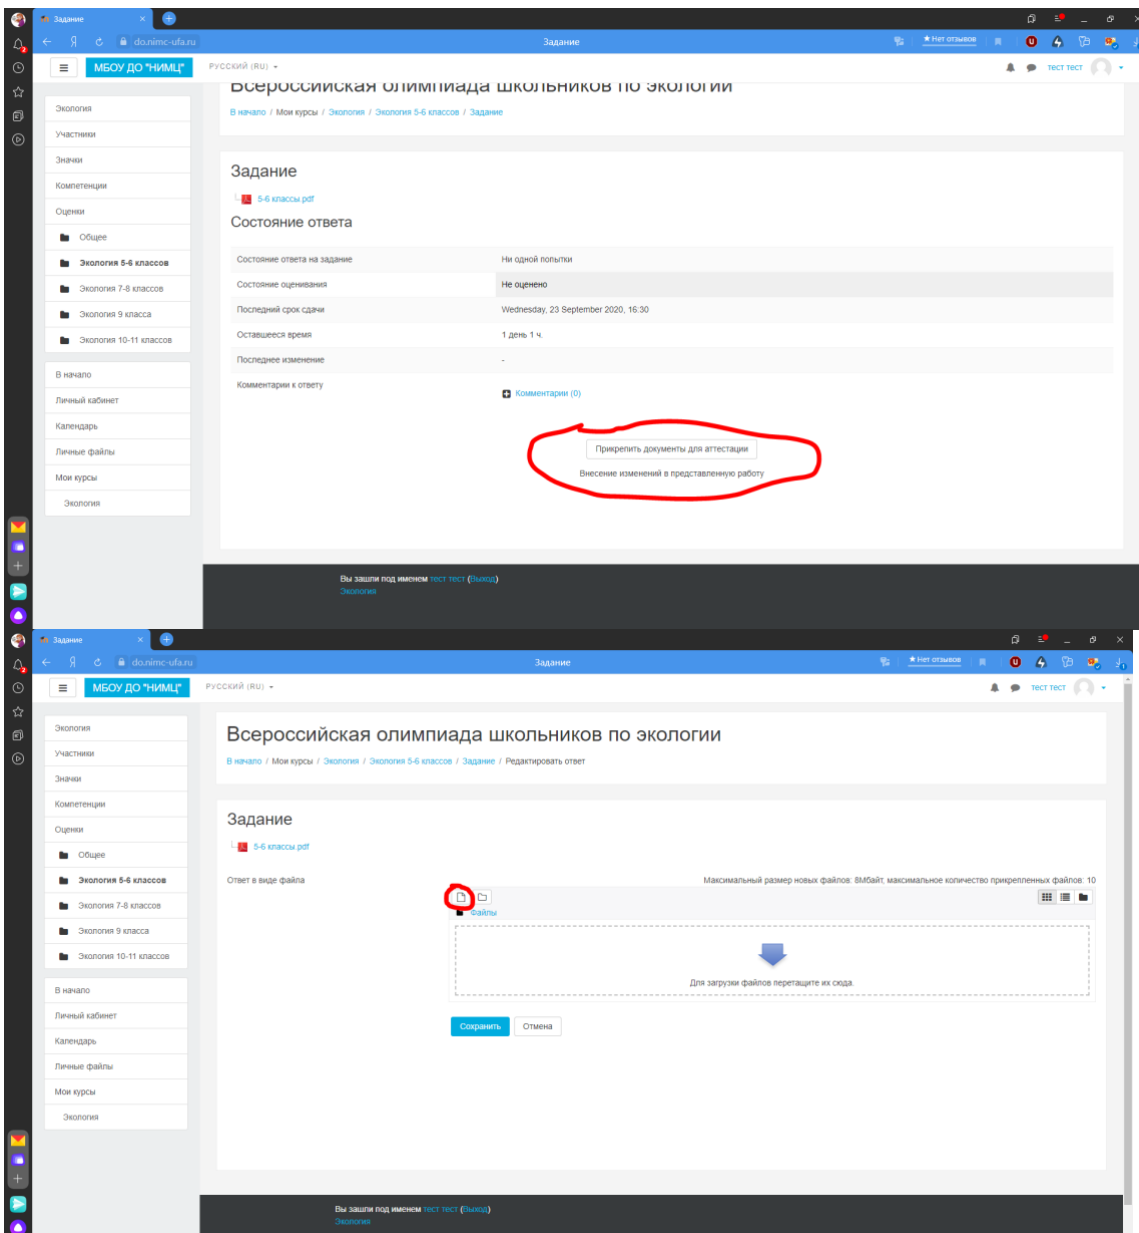 Задание
do.nimc-ufa.ru
Задание
Нет отзывов
МБОУ ДО "НИМЦ"
РУССКИЙ (RU)
тест тест
Всероссийская олимпиада школьников по экологии
В начало / Мои курсы / Экология / Экология 5-6 классов / Задание
Экология
Участники
Значки
Компетенции
Оценки
Общее
Экология 5-6 классов
Экология 7-8 классов
Экология 9 класса
Экология 10-11 классов
В начало
Личный кабинет
Календарь
Личные файлы
Мои курсы
Экология
Задание
5-6 классы.pdf
Состояние ответа
Состояние ответа на задание Ни одной попытки
Состояние оценивания Не оценено
Последний срок сдачи Wednesday, 23 September 2020, 16:30
Оставшееся время 1 день 1 ч.
Последнее изменение -
Комментарии к ответу Комментарии (0)
Прикрепить документы для аттестации
Внесение изменений в представленную работу
Вы зашли под именем тест тест (Выход)
Экология
Задание
do.nimc-ufa.ru
Задание
Нет отзывов
МБОУ ДО "НИМЦ"
РУССКИЙ (RU)
тест тест
Экология
Участники
Значки
Компетенции
Оценки
Общее
Экология 5-6 классов
Экология 7-8 классов
Экология 9 класса
Экология 10-11 классов
В начало
Личный кабинет
Календарь
Личные файлы
Мои курсы
Экология
Всероссийская олимпиада школьников по экологии
В начало / Мои курсы / Экология / Экология 5-6 классов / Задание / Редактировать ответ
Задание
5-6 классы.pdf
Ответ в виде файла
Максимальный размер новых файлов: 8Мбайт, максимальное количество прикрепленных файлов: 10
Файлы
Для загрузки файлов перетащите их сюда.
Сохранить Отмена
Вы зашли под именем тест тест (Выход)
Экология